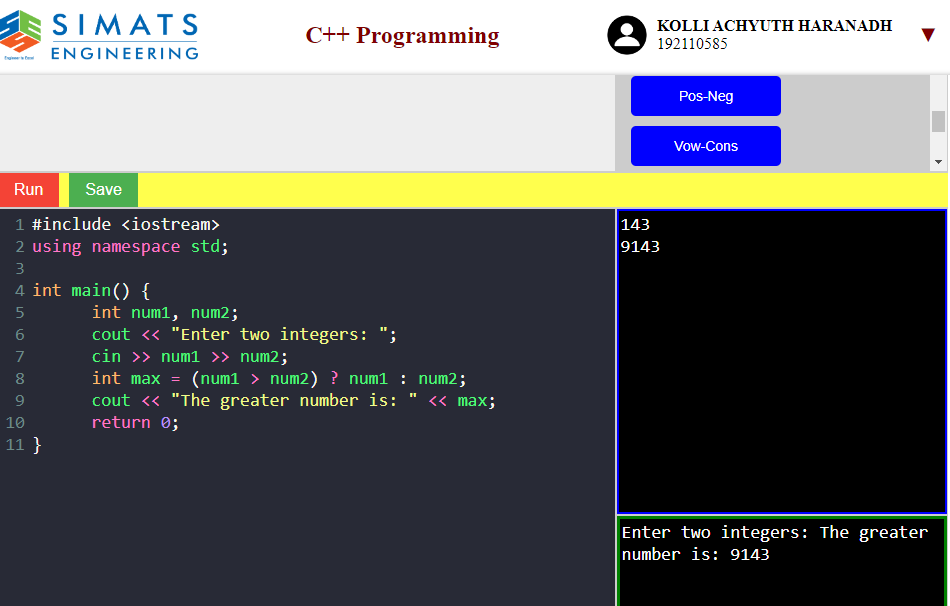 SIMATS
ENGINEERING
Engineer to Excel
C++ Programming
KOLLI ACHYUTH HARANADH
192110585
▼
Pos-Neg
Vow-Cons
Run
Save
1 #include <iostream>
2 using namespace std;
3
4 int main() {
5 int num1, num2;
6 cout << "Enter two integers: ";
7 cin >> num1 >> num2;
8 int max = (num1 > num2) ? num1 : num2;
9 cout << "The greater number is: " << max;
10 return 0;
11 }
143
9143
Enter two integers: The greater
number is: 9143